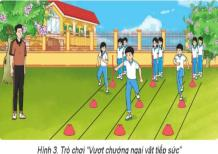 Hình 3. Trò chơi "Vượt chướng ngại vật tiếp sức"